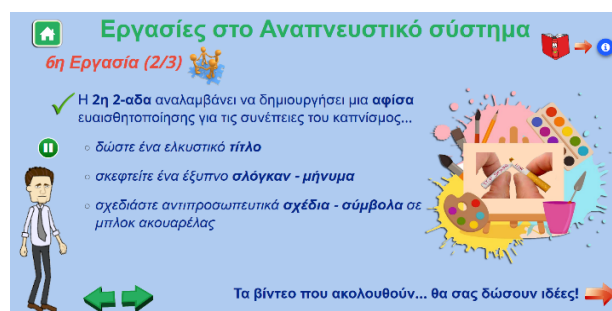 Εργασίες στο Αναπνευστικό σύστημα
6η Εργασία (2/3)
Η 2η 2-αδα αναλαμβάνει να δημιουργήσει μια αφίσα
ευαισθητοποίησης για τις συνέπειες του καπνίσμος...
δώστε ένα ελκυστικό τίτλο
σκεφτείτε ένα έξυπνο σλόγκαν - μήνυμα
σχεδιάστε αντιπροσωπευτικά σχέδια - σύμβολα σε
μπλοκ ακουαρέλας
Τα βίντεο που ακολουθούν... θα σας δώσουν ιδέες!